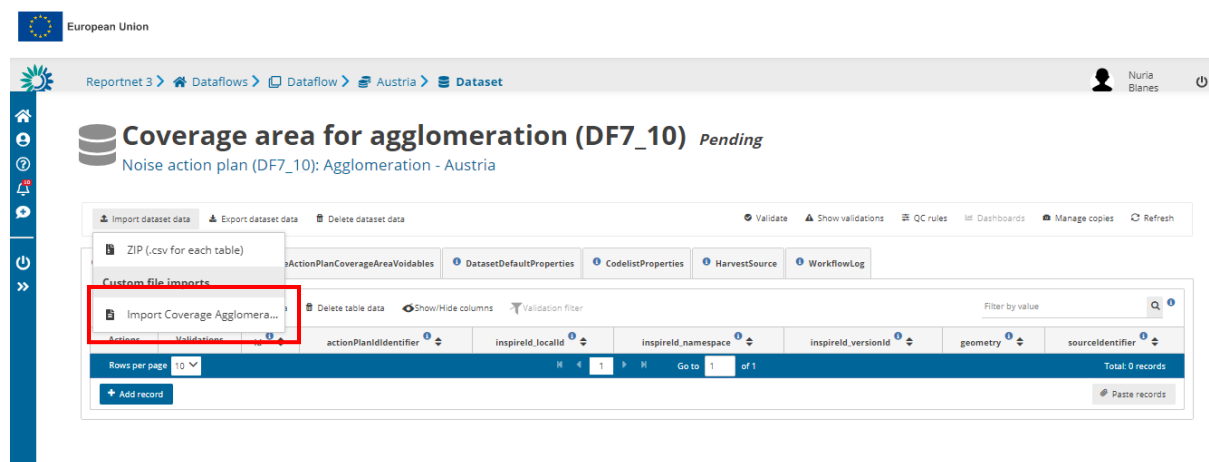 European Union
Reportnet 3 Dataflows Dataflow Austria Dataset
Nuria
Blanes
Coverage area for agglomeration (DF7_10) Pending
Noise action plan (DF7_10): Agglomeration - Austria
10
Import dataset data Export dataset data Delete dataset data Validate Show validations QC rules Dashboards Manage copies Refresh
ZIP (.csv for each table)
ActionPlanCoverageAreaVoidables DatasetDefaultProperties CodelistProperties HarvestSource WorkflowLog
Custom file imports
Import Coverage Agglomera...
Delete table data Show/Hide columns Validation filter Filter by value
Actions Validations id actionPlanIdIdentifier inspireId_localId inspireId_namespace inspireId_versionId geometry sourceIdentifier
Rows per page 10 1 Go to 1 of 1 Total: 0 records
+ Add record Paste records